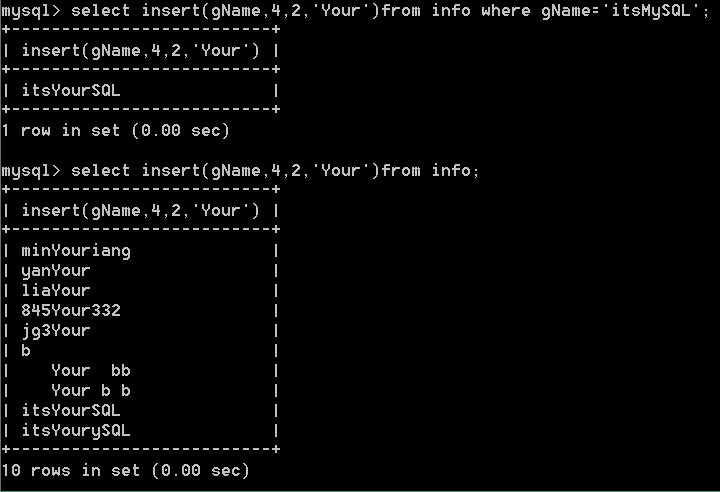 mysql> select insert(gName,4,2,'Your')from info where gName='itsMySQL';
+--------------------------+
| insert(gName,4,2,'Your') |
+--------------------------+
| itsYourSQL               |
+--------------------------+
1 row in set (0.00 sec)
mysql> select insert(gName,4,2,'Your')from info;
+--------------------------+
| insert(gName,4,2,'Your') |
+--------------------------+
| minYouriang              |
| yanYour                  |
| liaYour                  |
| 845Your332               |
| jg3Your                  |
| b                        |
|    Your  bb              |
|    Your b b              |
| itsYourSQL               |
| itsYourySQL              |
+--------------------------+
10 rows in set (0.00 sec)